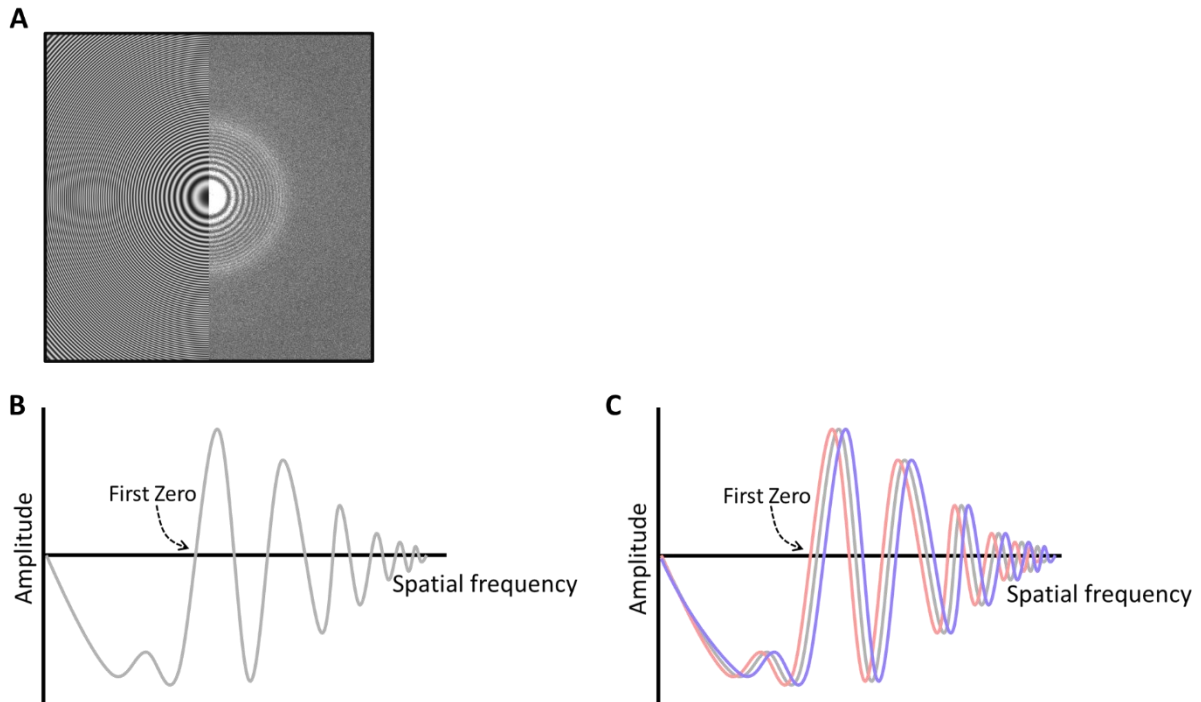 A
B
First Zero
Amplitude
Spatial frequency
C
First Zero
Amplitude
Spatial frequency